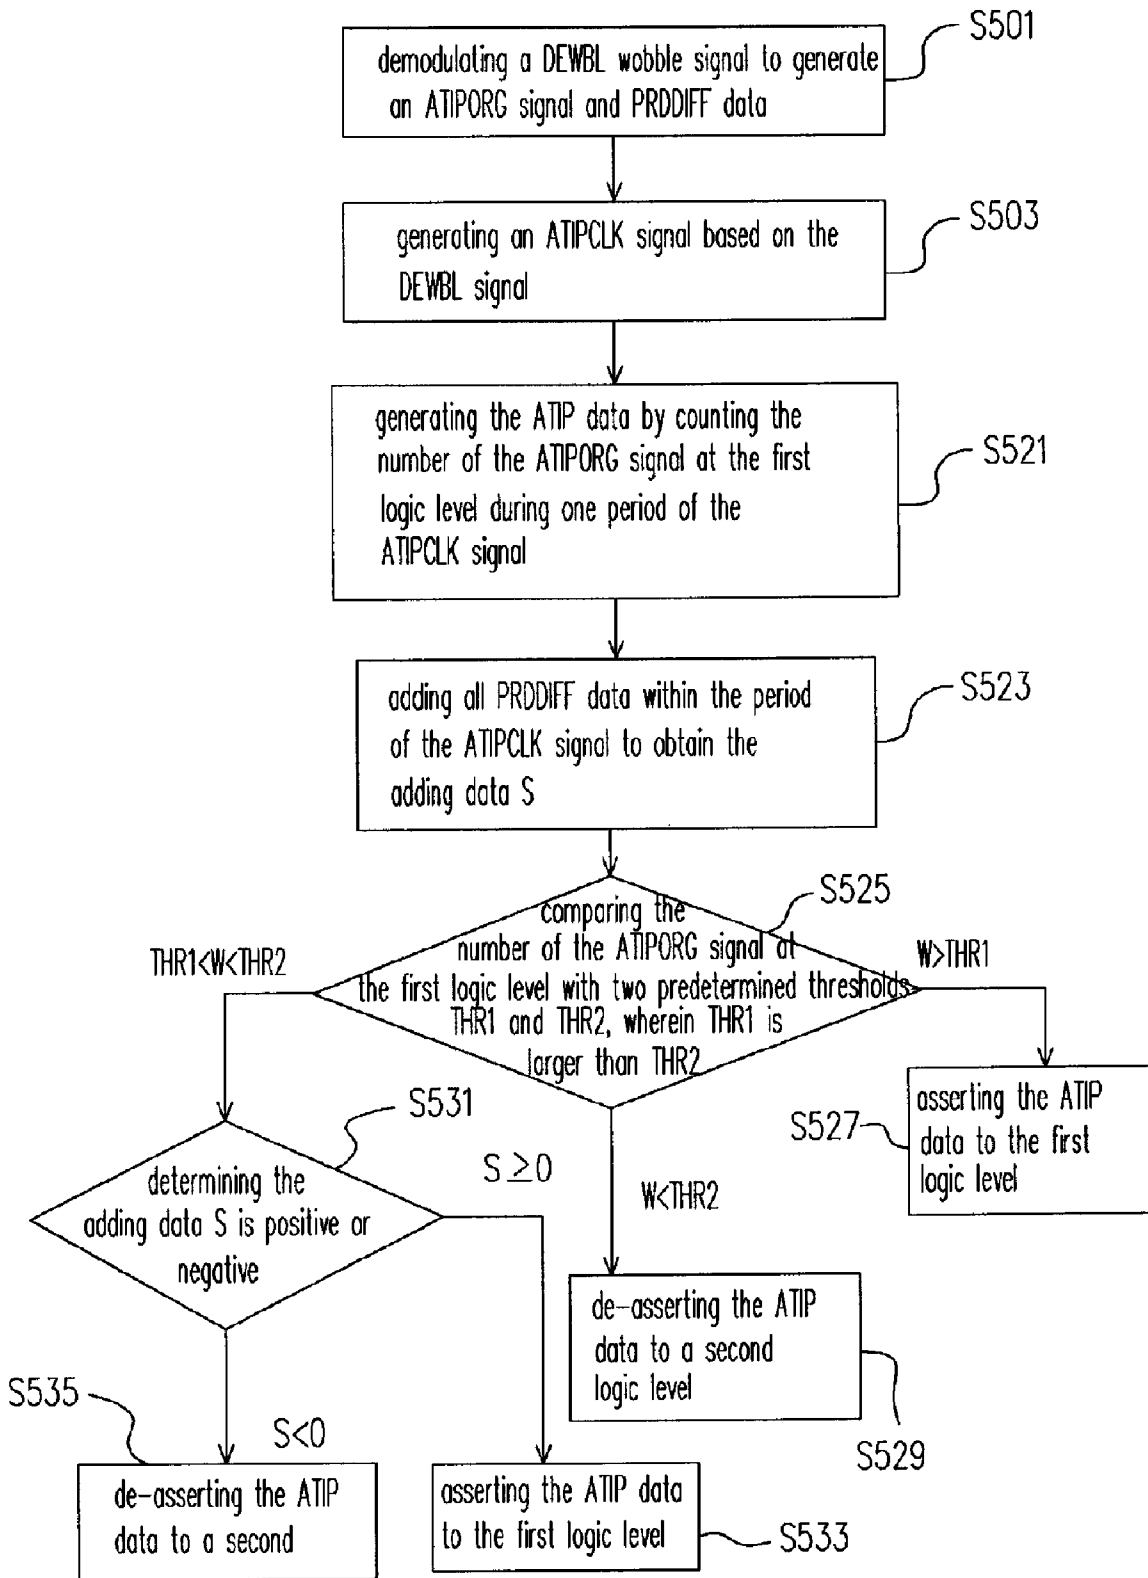 S501
demodulating a DEWBL wobble signal to generate
an ATIPORG signal and PRDDIFF data
S503
generating an ATIPCLK signal based on the
DEWBL signal
S521
generating the ATIP data by counting the
number of the ATIPORG signal at the first
logic level during one period of the
ATIPCLK signal
S523
adding all PRDDIFF data within the period
of the ATIPCLK signal to obtain the
adding data S
S525
comparing the
number of the ATIPORG signal at
the first logic level with two predetermined thresholds
THR1 and THR2, wherein THR1 is
larger than THR2
THR1<W<THR2
W>THR1
S527
asserting the ATIP
data to the first
logic level
S531
determining the
adding data S is positive or
negative
S≥0
W<THR2
de-asserting the ATIP
data to a second
logic level
S529
S535
S<0
de-asserting the ATIP
data to a second
asserting the ATIP data
to the first logic level
S533